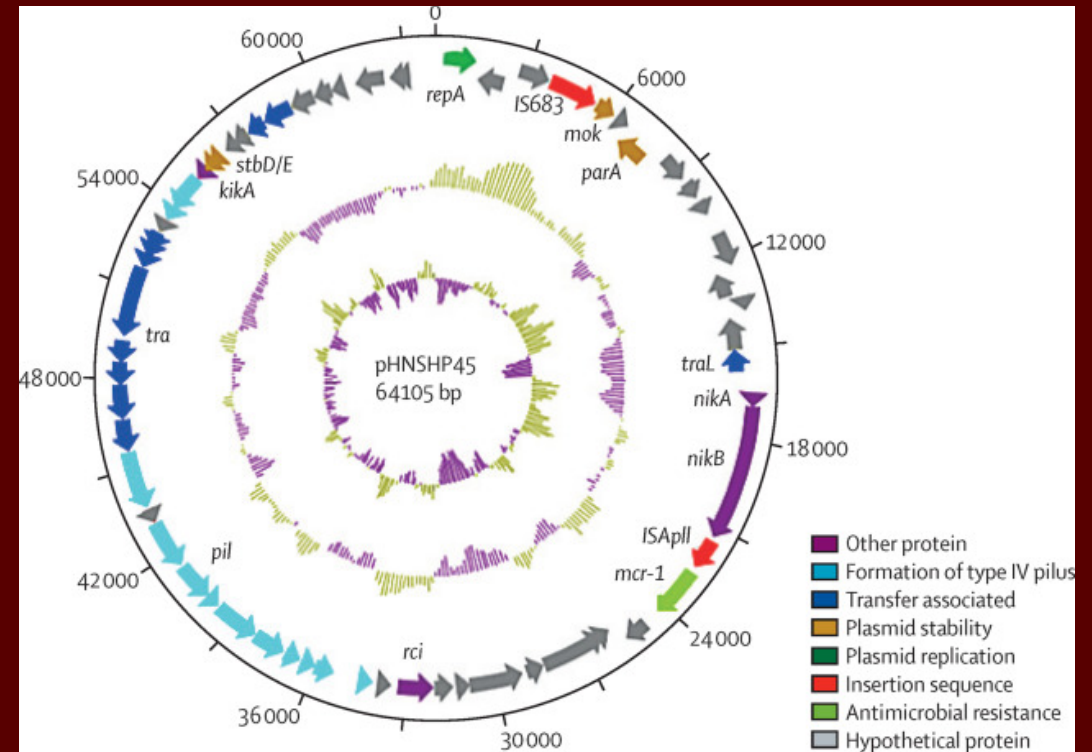 0
60000
repA
IS683
6000
mok
parA
stbD/E
54000
kikA
12000
tra
pHNSHP45
64105 bp
traL
48000
nikA
nikB
18000
ISApII
mcr-1
pil
42000
24000
rci
36000
30000
Other protein
Formation of type IV pilus
Transfer associated
Plasmid stability
Plasmid replication
Insertion sequence
Antimicrobial resistance
Hypothetical protein